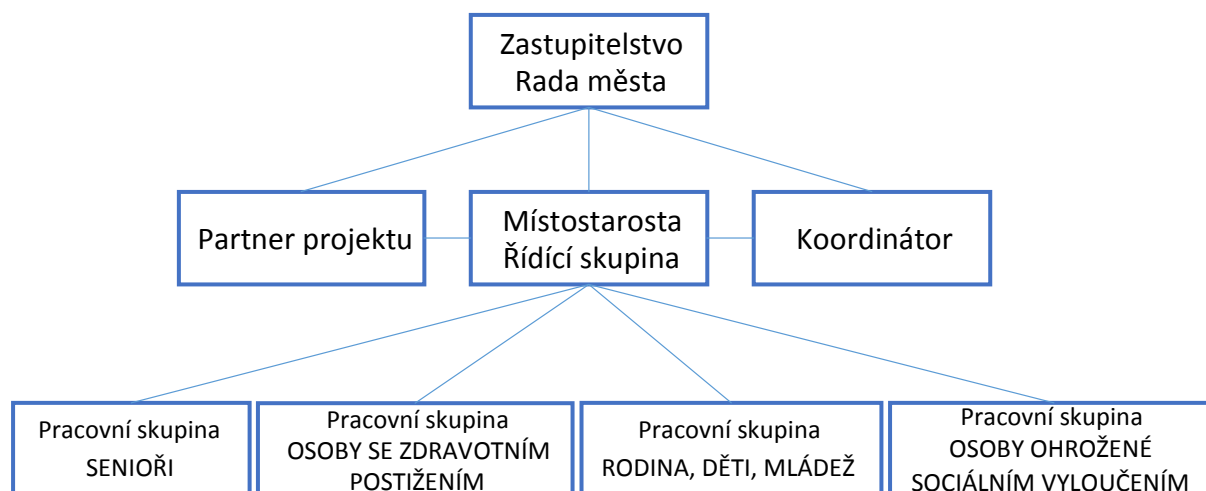 Zastupitelstvo
Rada města
Partner projektu
Místostarosta
Řídící skupina
Koordinátor
Pracovní skupina
SENIOŘI
Pracovní skupina
OSOBY SE ZDRAVOTNÍM
POSTIŽENÍM
Pracovní skupina
RODINA, DĚTI, MLÁDEŽ
Pracovní skupina
OSOBY OHROŽENÉ
SOCIÁLNÍM VYLOUČENÍM